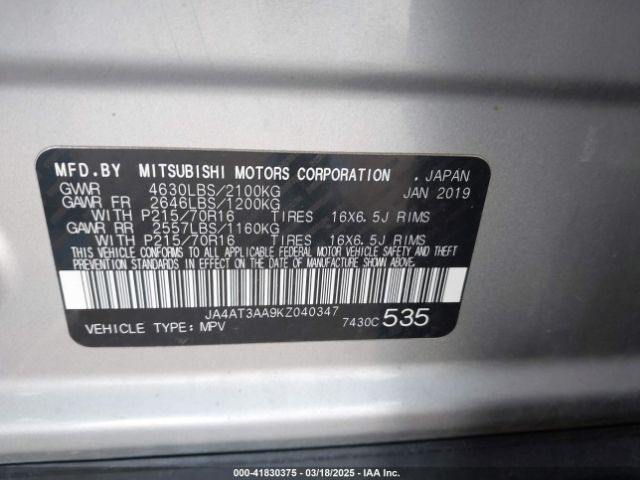 MFD.BY MITSUBISHI MOTORS CORPORATION . JAPAN
GVWR 4630LBS/2100KG JAN 2019
GAWR FR 2646LBS/1200KG
WITH P215/70R16 TIRES 16X6.5J RIMS
GAWR RR 2557LBS/1160KG
WITH P215/70R16 TIRES 16X6.5J RIMS
THIS VEHICLE CONFORMS TO ALL APPLICABLE FEDERAL MOTOR VEHICLE SAFETY AND THEFT
PREVENTION STANDARDS IN EFFECT ON THE DATE OF MANUFACTURE SHOWN ABOVE.
JA4AT3AA9KZ040347
VEHICLE TYPE:MPV 7430C 535
000-41830375 — 03/18/2025 — IAA Inc.